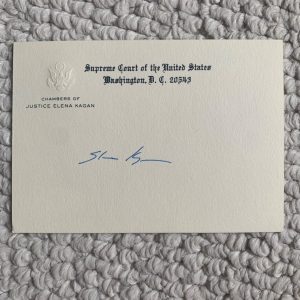 Supreme Court of the United States
Washington, D. C. 20543
CHAMBERS OF
JUSTICE ELENA KAGAN